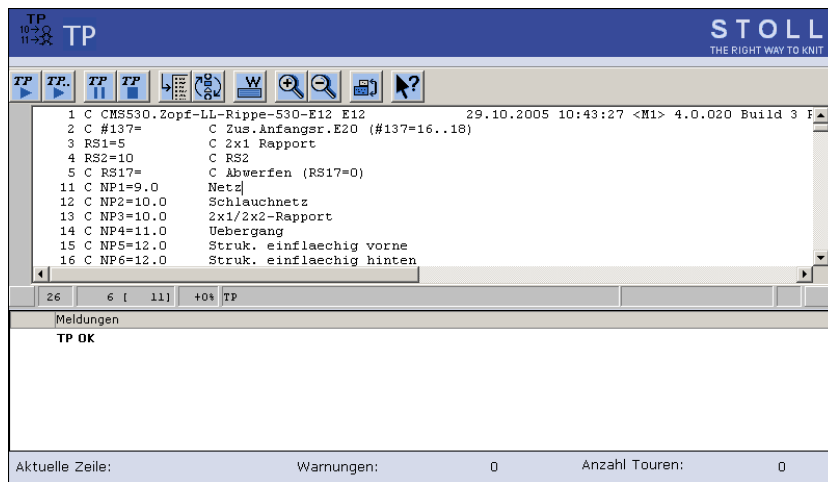 TP
10→
11→
TP
STOLL
THE RIGHT WAY TO KNIT
TP TP.. TP TP W
1 C CMS530.Zopf-LL-Rippe-530-E12 E12 29.10.2005 10:43:27 <M1> 4.0.020 Build 3
2 C #137= C Zus.Anfangsr.E20 (#137=16..18)
3 RS1=5 C 2x1 Rapport
4 RS2=10 C RS2
5 C RS17= C Abwerfen (RS17=0)
11 C NP1=9.0 Netz
12 C NP2=10.0 Schlauchnetz
13 C NP3=10.0 2x1/2x2-Rapport
14 C NP4=11.0 Uebergang
15 C NP5=12.0 Struk. einflaechig vorne
16 C NP6=12.0 Struk. einflaechig hinten
26 6 [ 11] +0% TP
Meldungen
TP OK
Aktuelle Zeile: Warnungen: 0 Anzahl Touren: 0